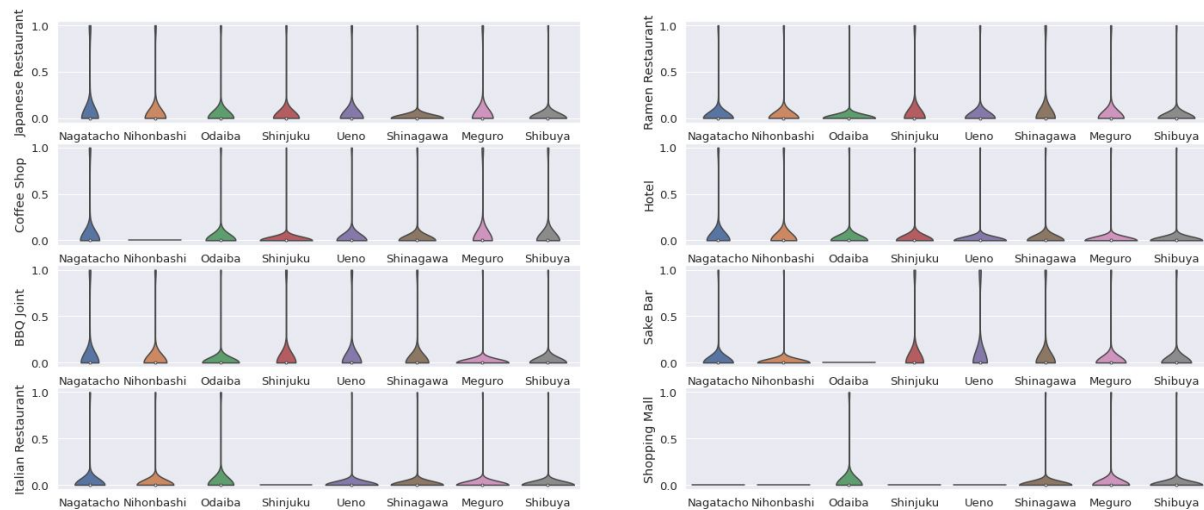 Japanese Restaurant
1.0
0.5
0.0
Nagatacho Nihonbashi Odaiba Shinjuku Ueno Shinagawa Meguro Shibuya
Ramen Restaurant
1.0
0.5
0.0
Nagatacho Nihonbashi Odaiba Shinjuku Ueno Shinagawa Meguro Shibuya
Coffee Shop
1.0
0.5
0.0
Nagatacho Nihonbashi Odaiba Shinjuku Ueno Shinagawa Meguro Shibuya
Hotel
1.0
0.5
0.0
Nagatacho Nihonbashi Odaiba Shinjuku Ueno Shinagawa Meguro Shibuya
BBQ Joint
1.0
0.5
0.0
Nagatacho Nihonbashi Odaiba Shinjuku Ueno Shinagawa Meguro Shibuya
Sake Bar
1.0
0.5
0.0
Nagatacho Nihonbashi Odaiba Shinjuku Ueno Shinagawa Meguro Shibuya
Italian Restaurant
1.0
0.5
0.0
Nagatacho Nihonbashi Odaiba Shinjuku Ueno Shinagawa Meguro Shibuya
Shopping Mall
1.0
0.5
0.0
Nagatacho Nihonbashi Odaiba Shinjuku Ueno Shinagawa Meguro Shibuya